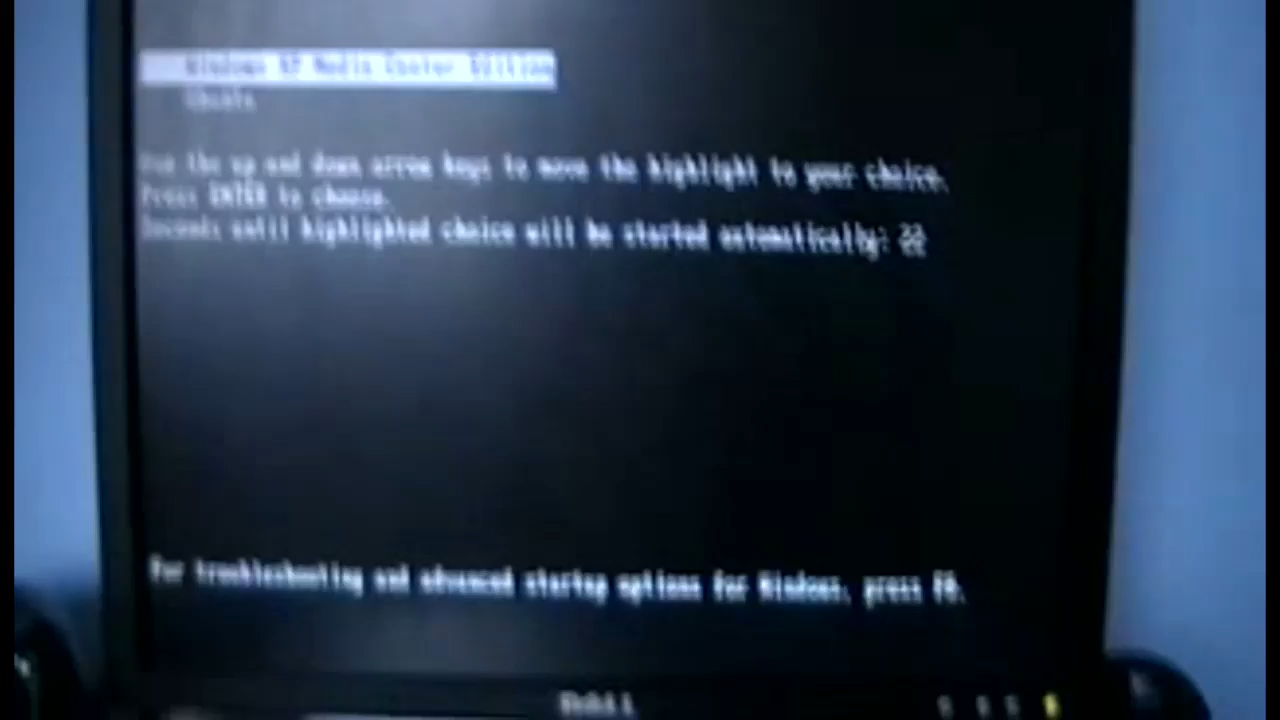 Windows XP Media Center Edition
Ubuntu
Use the up and down arrow keys to move the highlight to your choice.
Press ENTER to choose.
Seconds until highlighted choice will be started automatically: 22
For troubleshooting and advanced startup options for Windows, press F8.
DELL